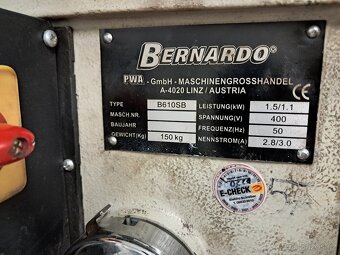 BERNARDO®
PWA - GmbH - MASCHINENGROSSHANDEL
A-4020 LINZ / AUSTRIA
CE
TYPE B610SB LEISTUNG(kW) 1.5/1.1
MASCH.NR. SPANNUNG(V) 400
BAUJAHR FREQUENZ(Hz) 50
GEWICHT(kg) 150 kg NENNSTROM(A) 2.8/3.0
E-CHECK